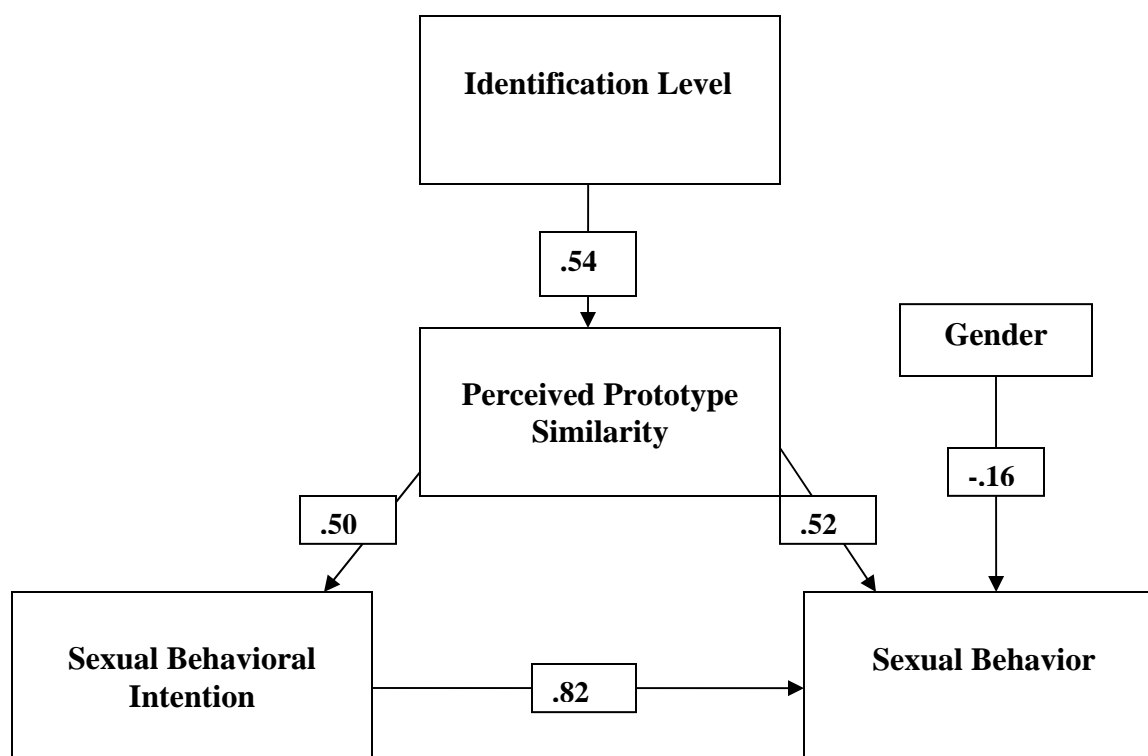 Identification Level
.54
Gender
Perceived Prototype
Similarity
-.16
.50
.52
Sexual Behavioral
Intention
Sexual Behavior
.82